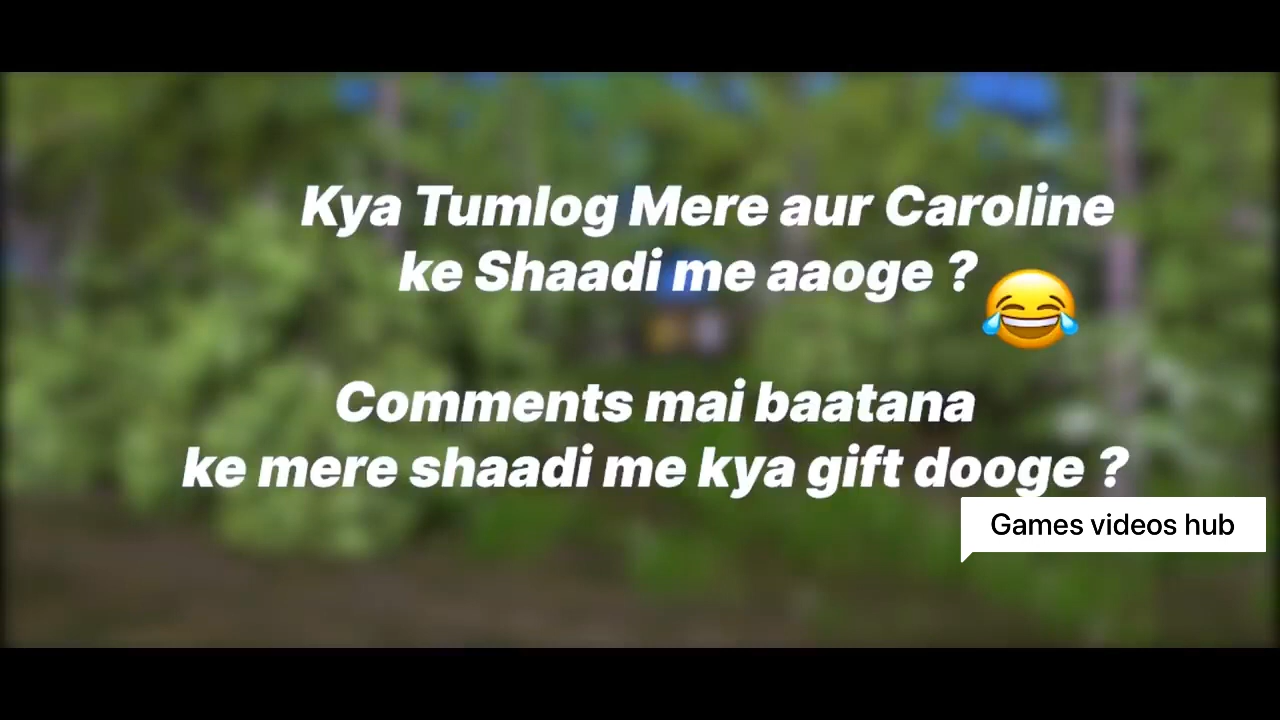 Kya Tumlog Mere aur Caroline
ke Shaadi me aaoge ? 😂
Comments mai baatana
ke mere shaadi me kya gift dooge ?
Games videos hub